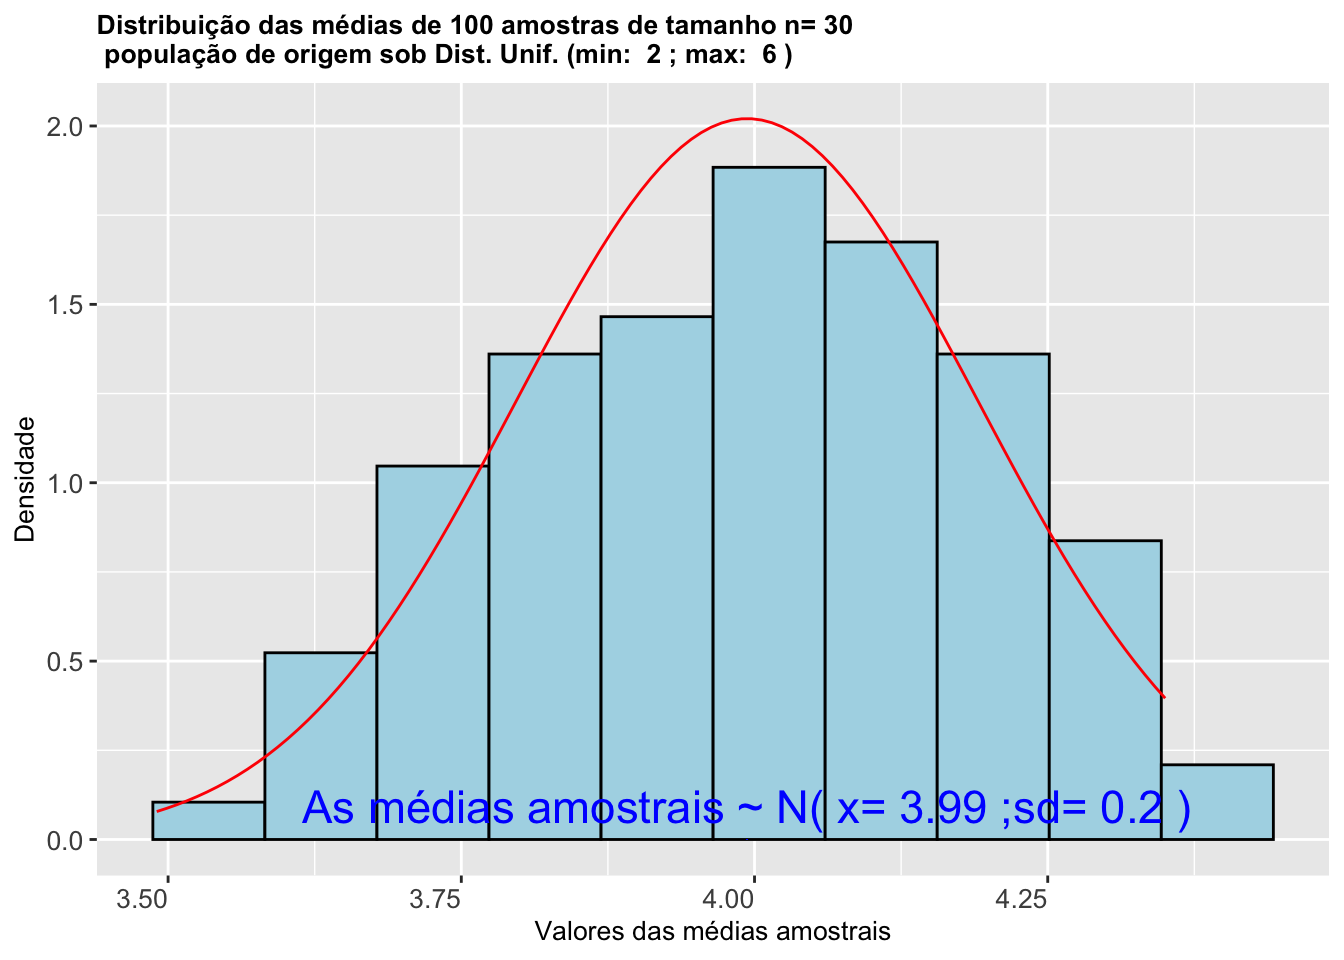 Distribuição das médias de 100 amostras de tamanho n= 30
população de origem sob Dist. Unif. (min:  2 ; max:  6 )
Densidade
2.0
1.5
1.0
0.5
0.0
As médias amostrais ~ N( x= 3.99 ;sd= 0.2 )
3.50 3.75 4.00 4.25
Valores das médias amostrais